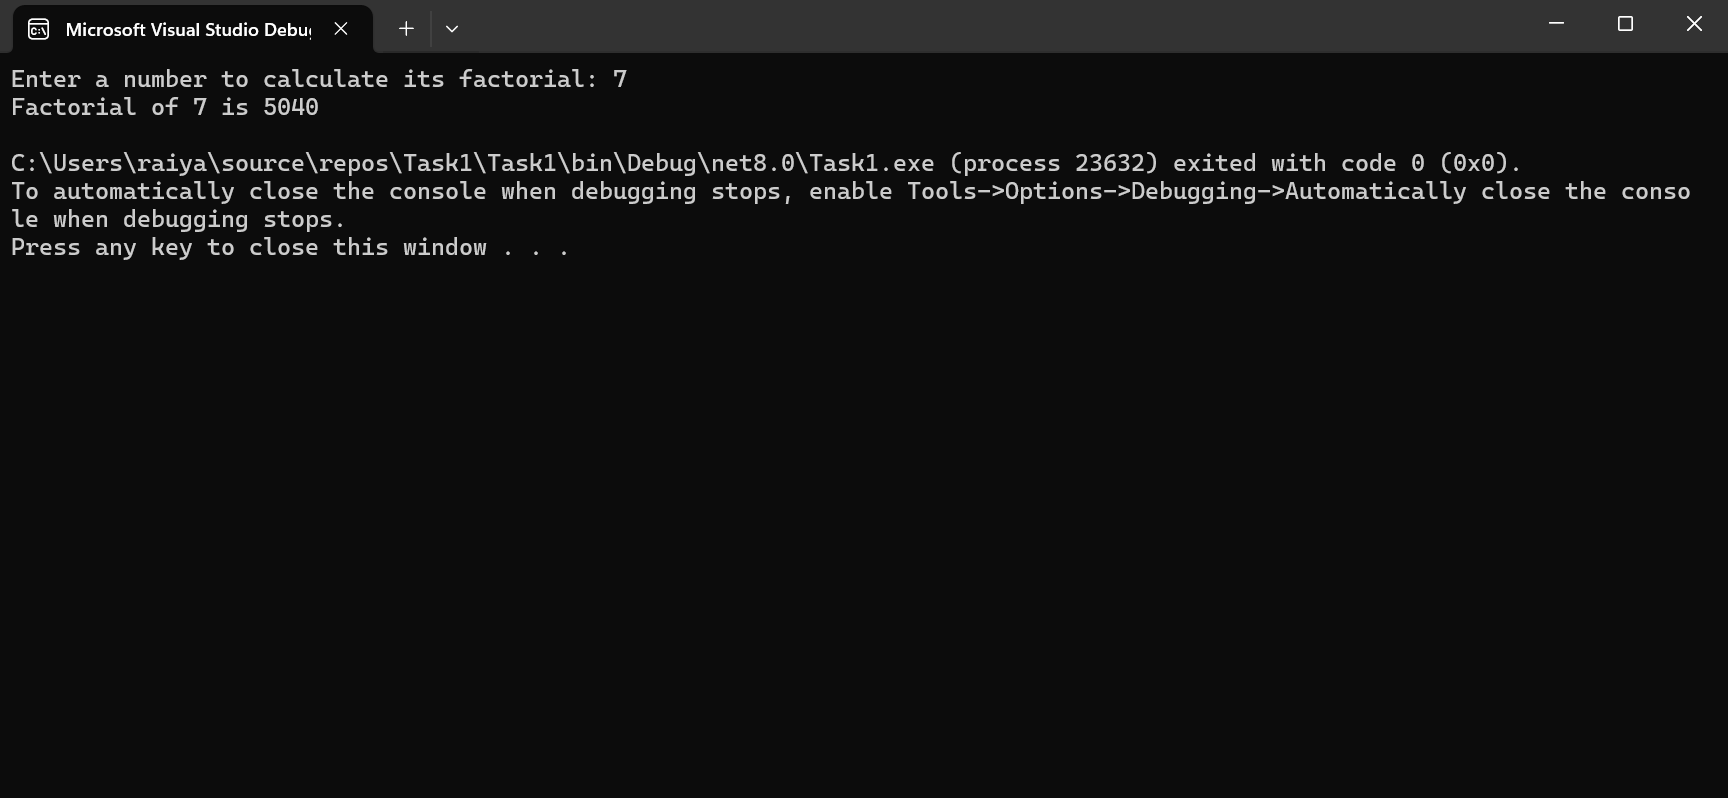 Microsoft Visual Studio Debug
Enter a number to calculate its factorial: 7
Factorial of 7 is 5040
C:\Users\raiya\source\repos\Task1\Task1\bin\Debug\net8.0\Task1.exe (process 23632) exited with code 0 (0x0).
To automatically close the console when debugging stops, enable Tools->Options->Debugging->Automatically close the conso
le when debugging stops.
Press any key to close this window . . .